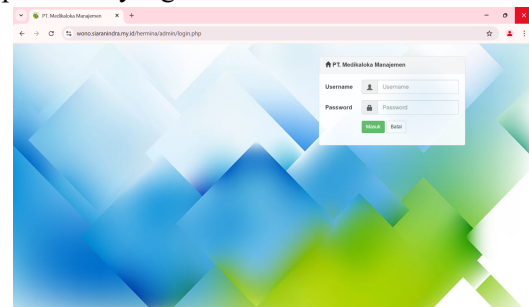 PT. Medikaloka Manajemen
wono.siaranindra.my.id/hermina/admin/login.php
PT. Medikaloka Manajemen
Username Username
Password Password
Masuk Batal